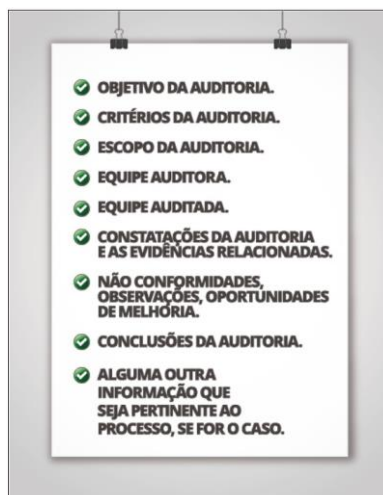 OBJETIVO DA AUDITORIA.
CRITÉRIOS DA AUDITORIA.
ESCOPO DA AUDITORIA.
EQUIPE AUDITORA.
EQUIPE AUDITADA.
CONSTATAÇÕES DA AUDITORIA
E AS EVIDÊNCIAS RELACIONADAS.
NÃO CONFORMIDADES,
OBSERVAÇÕES, OPORTUNIDADES
DE MELHORIA.
CONCLUSÕES DA AUDITORIA.
ALGUMA OUTRA
INFORMAÇÃO QUE
SEJA PERTINENTE AO
PROCESSO, SE FOR O CASO.